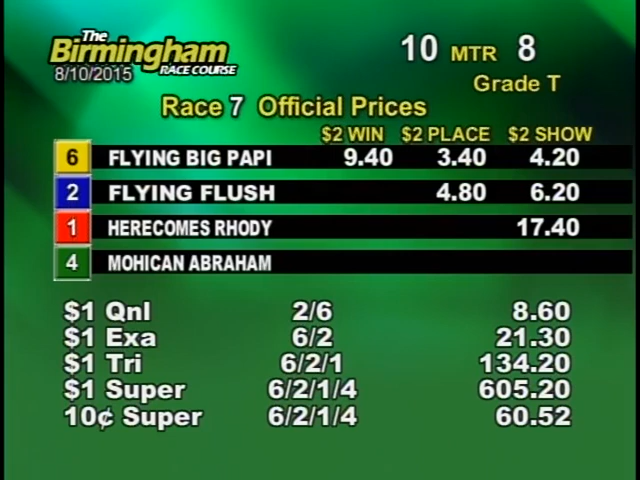 The
Birmingham
RACE COURSE
8/10/2015
10 MTR 8
Grade T
Race 7 Official Prices
$2 WIN $2 PLACE $2 SHOW
6 FLYING BIG PAPI 9.40 3.40 4.20
2 FLYING FLUSH 4.80 6.20
1 HERECOMES RHODY 17.40
4 MOHICAN ABRAHAM
$1 Qnl 2/6 8.60
$1 Exa 6/2 21.30
$1 Tri 6/2/1 134.20
$1 Super 6/2/1/4 605.20
10¢ Super 6/2/1/4 60.52